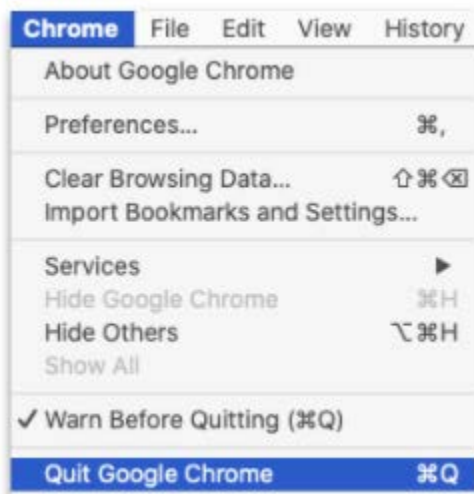 Chrome File Edit View History
About Google Chrome
Preferences... ⌘,
Clear Browsing Data... ⇧⌘⌫
Import Bookmarks and Settings...
Services ▶
Hide Google Chrome ⌘H
Hide Others ⌥⌘H
Show All
✓ Warn Before Quitting (⌘Q)
Quit Google Chrome ⌘Q